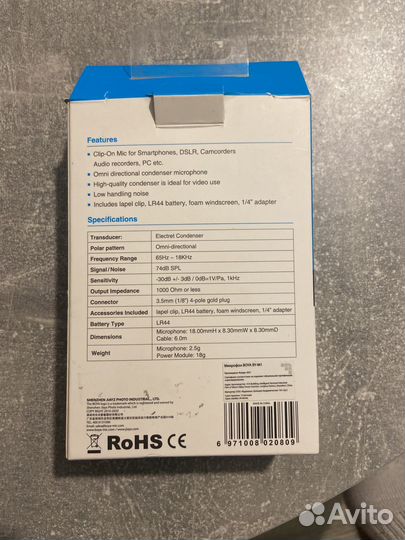 Features
• Clip-On Mic for Smartphones, DSLR, Camcorders
Audio recorders, PC etc.
• Omni directional condenser microphone
• High-quality condenser is ideal for video use
• Low handling noise
• Includes lapel clip, LR44 battery, foam windscreen, 1/4" adapter
Specifications
Transducer: Electret Condenser
Polar pattern Omni-directional
Frequency Range 65Hz ~ 18KHz
Signal/Noise 74dB SPL
Sensitivity -30dB +/- 3dB / 0dB=1V/Pa, 1kHz
Output Impedance 1000 Ohm or less
Connector 3.5mm (1/8") 4-pole gold plug
Accessories Included lapel clip, LR44 battery, foam windscreen, 1/4" adapter
Battery Type LR44
Dimensions Microphone: 18.00mmH x 8.30mmW x 8.30mmD
Cable: 6.0m
Weight Microphone: 2.5g
Power Module: 18g
Микрофон BOYA BY-M1
SHENZHEN JIAYZ PHOTO INDUSTRIAL, LTD.
RoHS CE
6 971008 020809
Avito